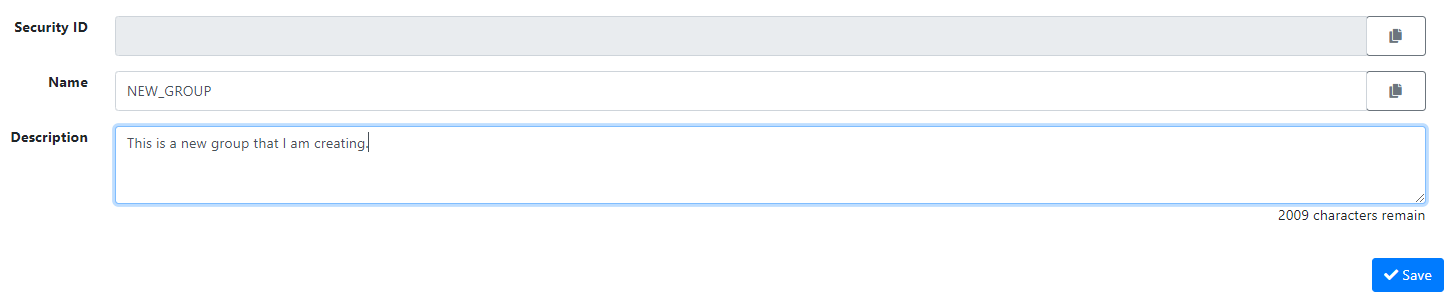 Security ID
Name
NEW_GROUP
Description
This is a new group that I am creating.
2009 characters remain
Save